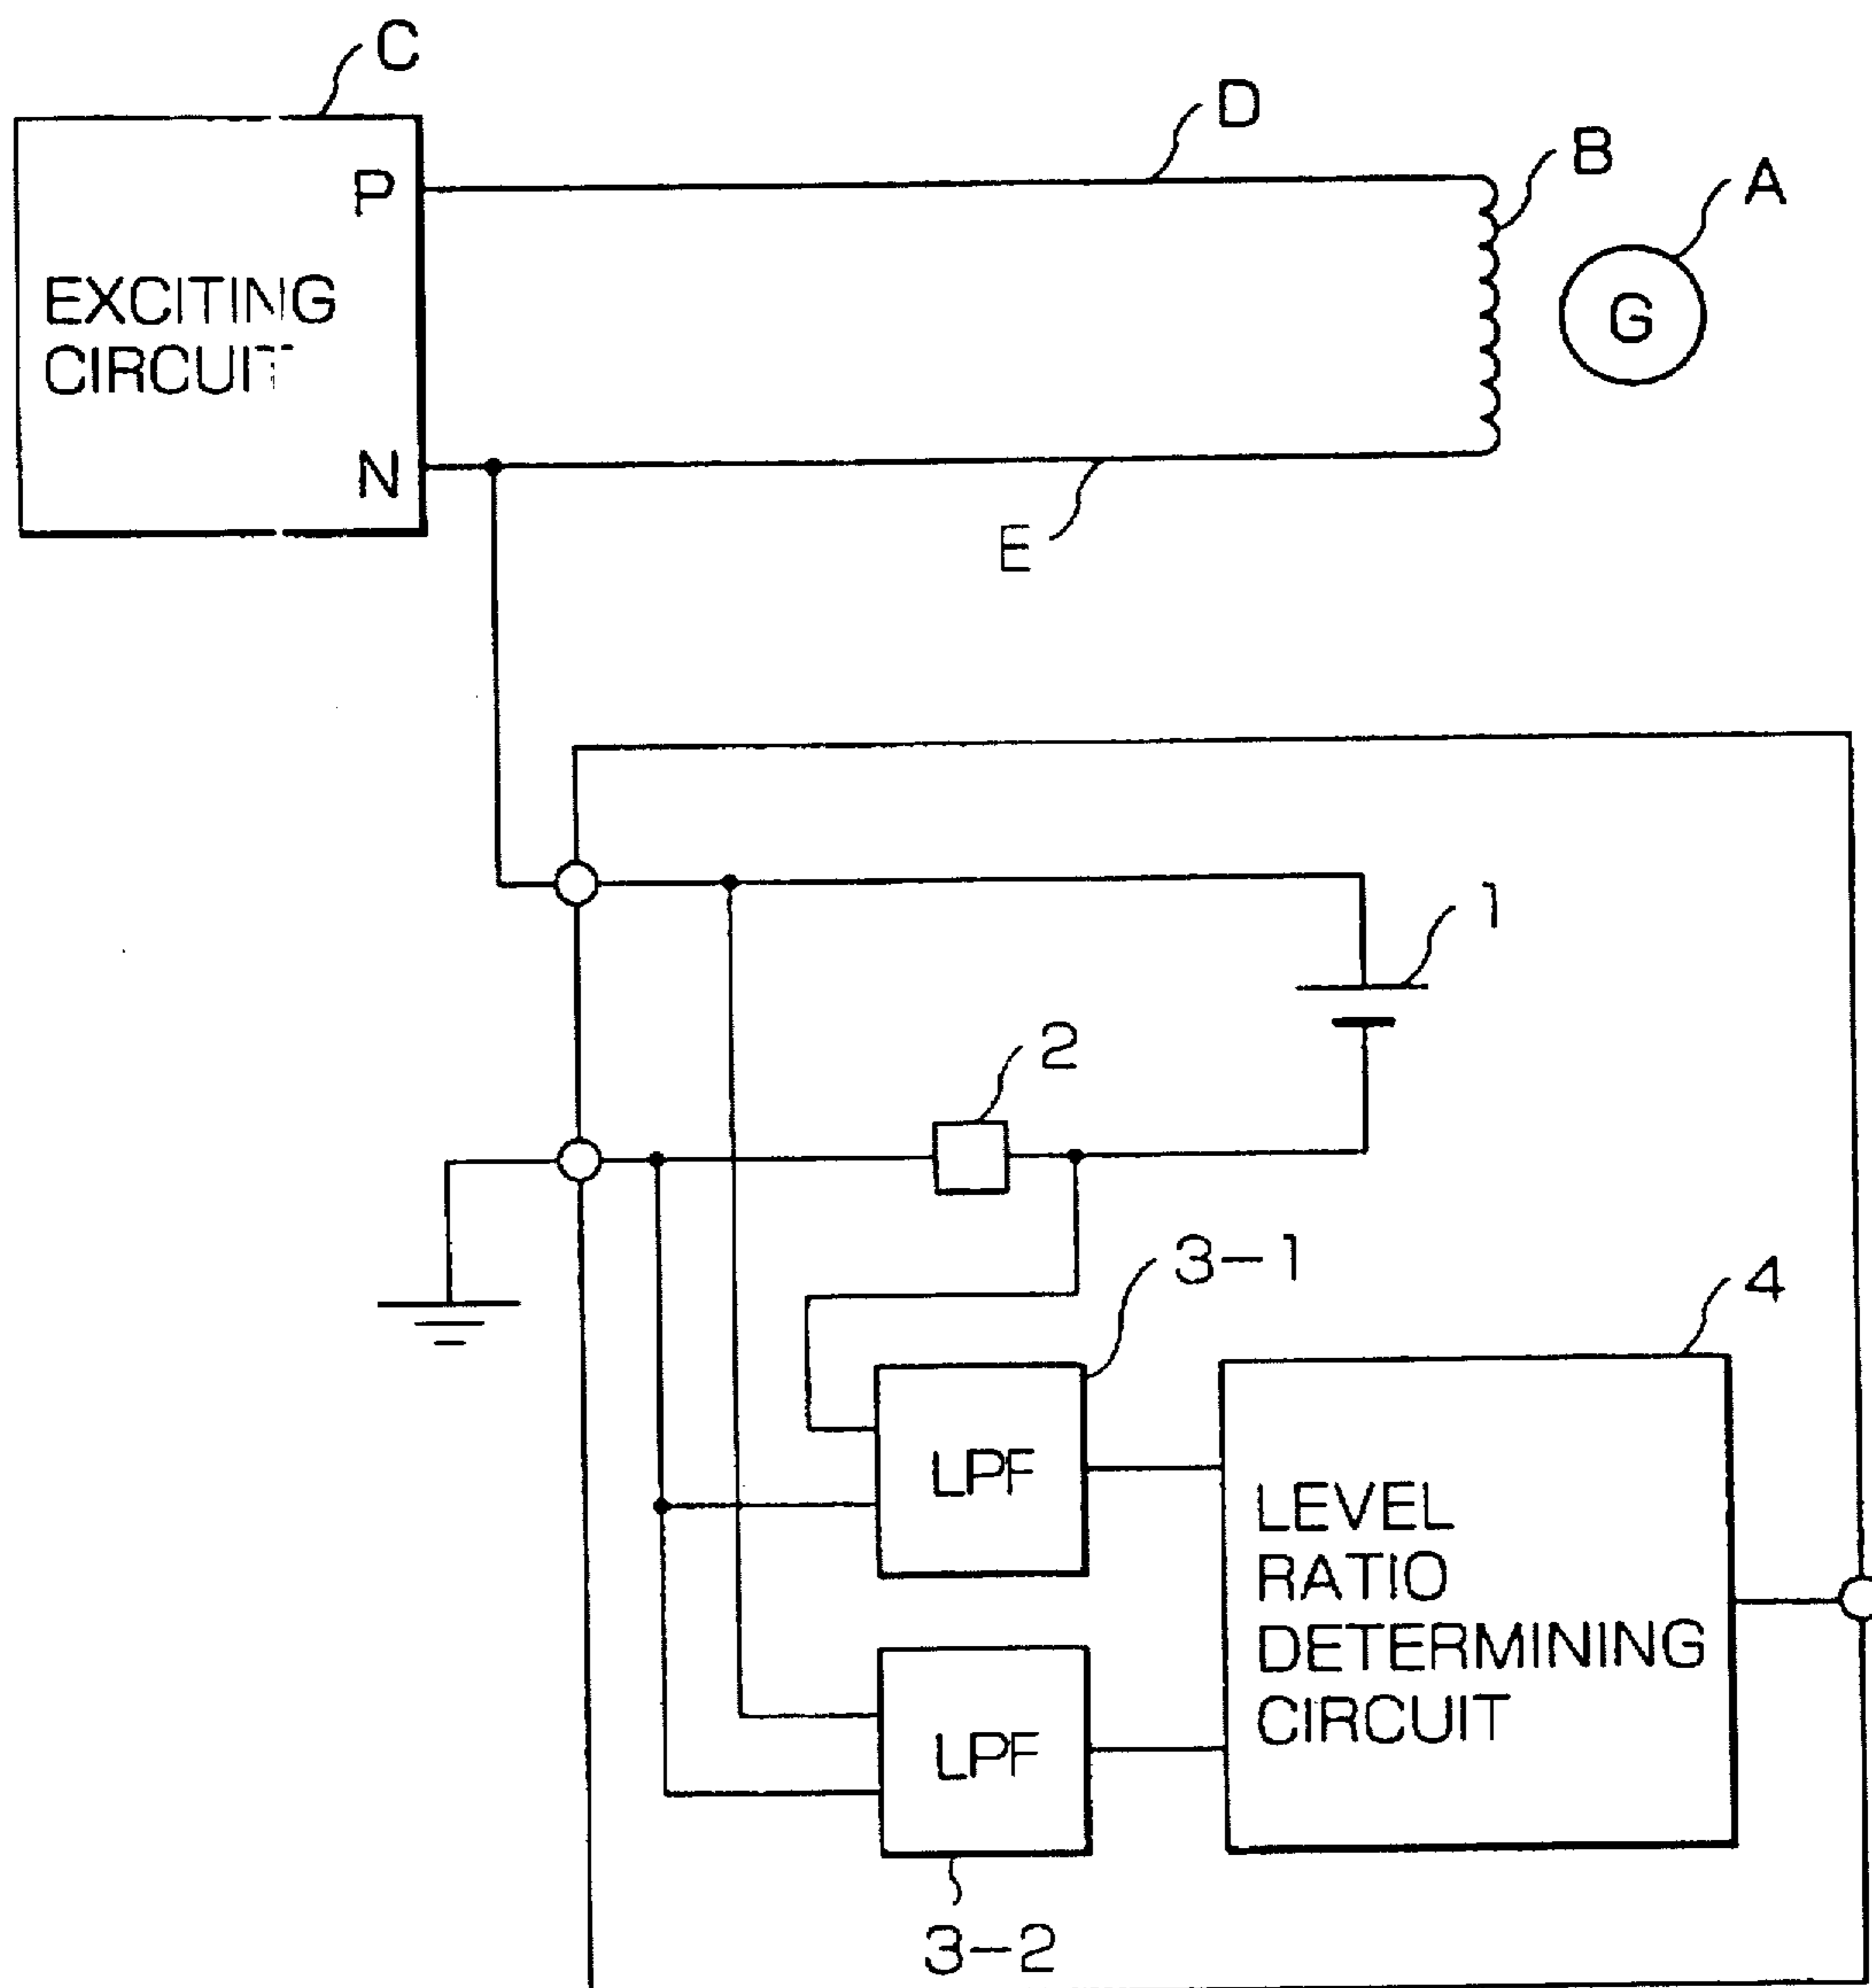 C
D
B
A
P
EXCITING
CIRCUIT
G
N
E
1
2
3-1
4
LPF
LEVEL
RATIO
DETERMINING
CIRCUIT
LPF
3-2